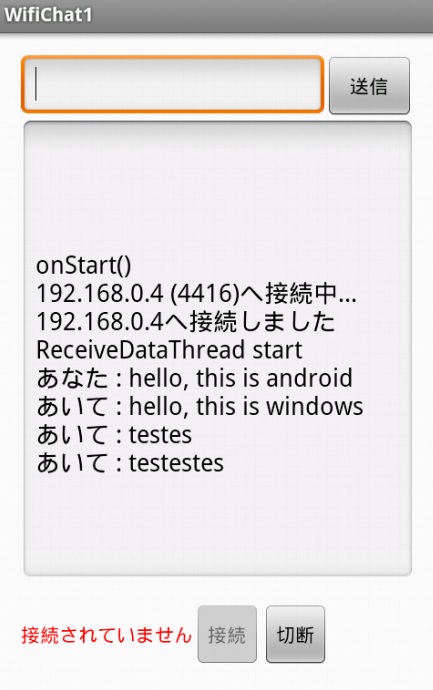 WifiChat1
送信
onStart()
192.168.0.4 (4416)へ接続中...
192.168.0.4へ接続しました
ReceiveDataThread start
あなた : hello, this is android
あいて : hello, this is windows
あいて : testes
あいて : testestes
接続されていません 接続 切断